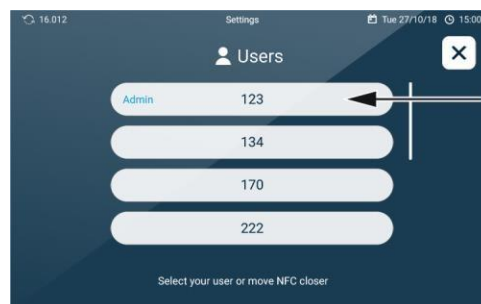 16.012 Settings Tue 27/10/18 15:00
Users
Admin 123
134
170
222
Select your user or move NFC closer